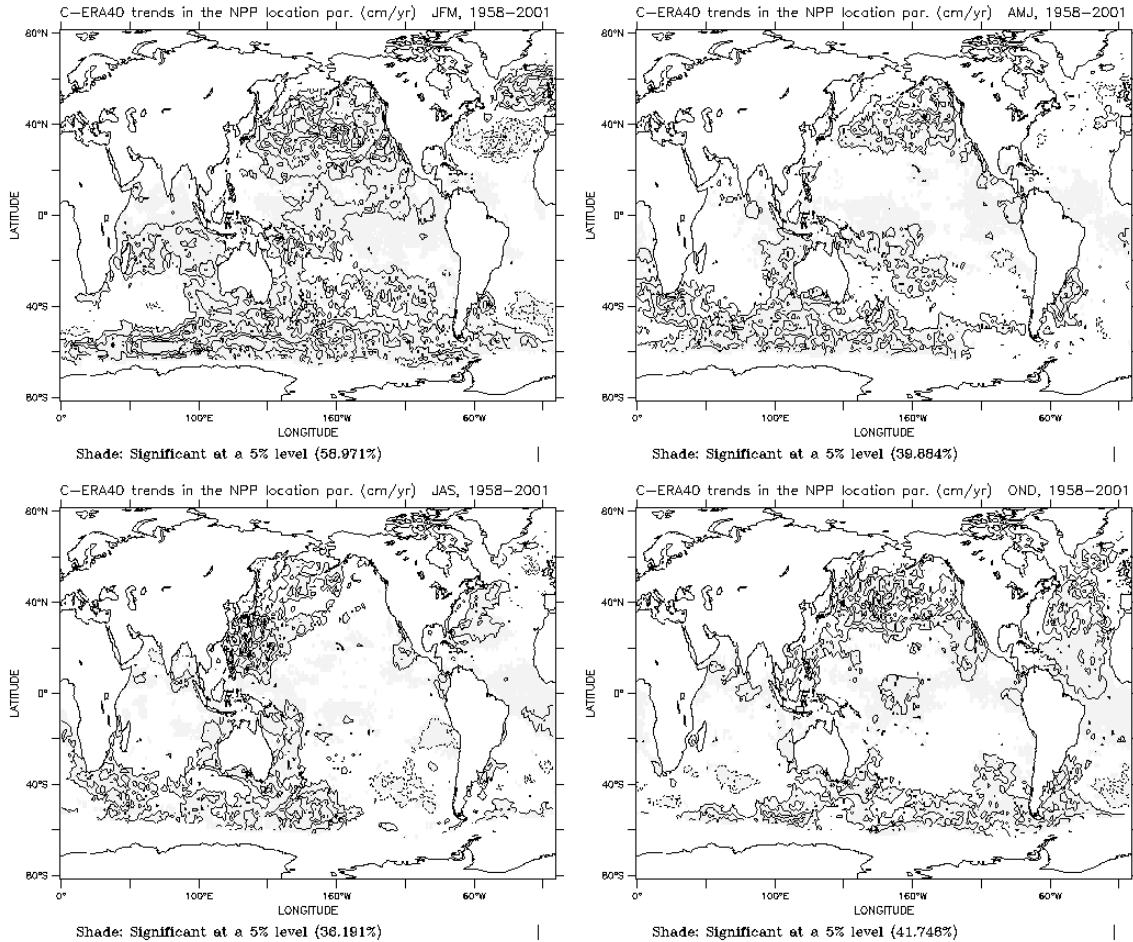 C-ERA40 trends in the NPP location par. (cm/yr) JFM, 1958-2001
80°N
40°N
0°
40°S
80°S
LATITUDE
0° 100°E 160°W 60°W
LONGITUDE
Shade: Significant at a 5% level (58.971%)
C-ERA40 trends in the NPP location par. (cm/yr) AMJ, 1958-2001
80°N
40°N
0°
40°S
80°S
LATITUDE
0° 100°E 160°W 60°W
LONGITUDE
Shade: Significant at a 5% level (39.884%)
C-ERA40 trends in the NPP location par. (cm/yr) JAS, 1958-2001
80°N
40°N
0°
40°S
80°S
LATITUDE
0° 100°E 160°W 60°W
LONGITUDE
Shade: Significant at a 5% level (36.191%)
C-ERA40 trends in the NPP location par. (cm/yr) OND, 1958-2001
80°N
40°N
0°
40°S
80°S
LATITUDE
0° 100°E 160°W 60°W
LONGITUDE
Shade: Significant at a 5% level (41.746%)